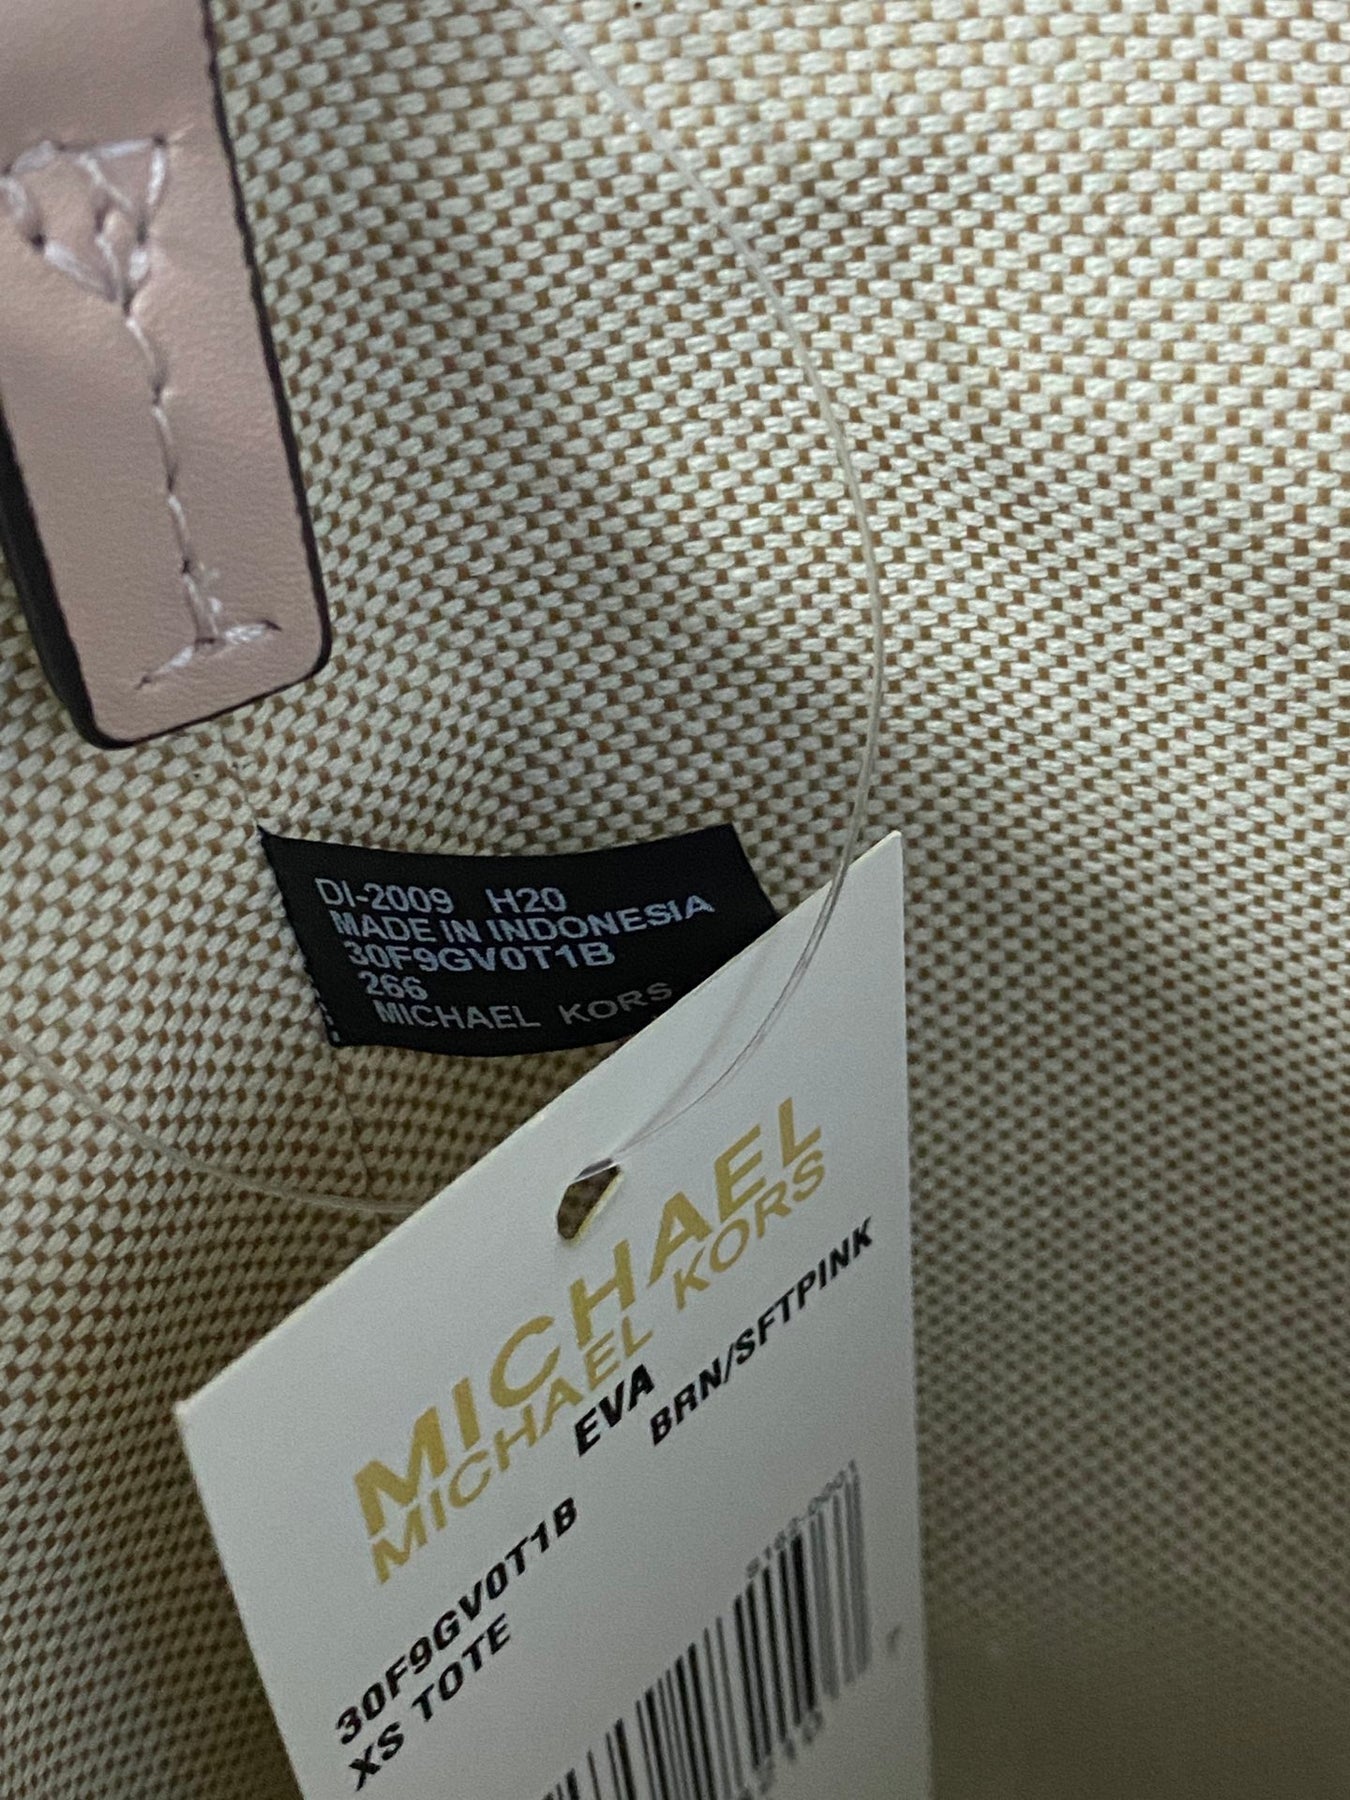 DI-2009 H20
MADE IN INDONESIA
30F9GV0T1B
266
MICHAEL KORS
MICHAEL
MICHAEL KORS
EVA
BRN/SFTPINK
30F9GV0T1B
XS TOTE